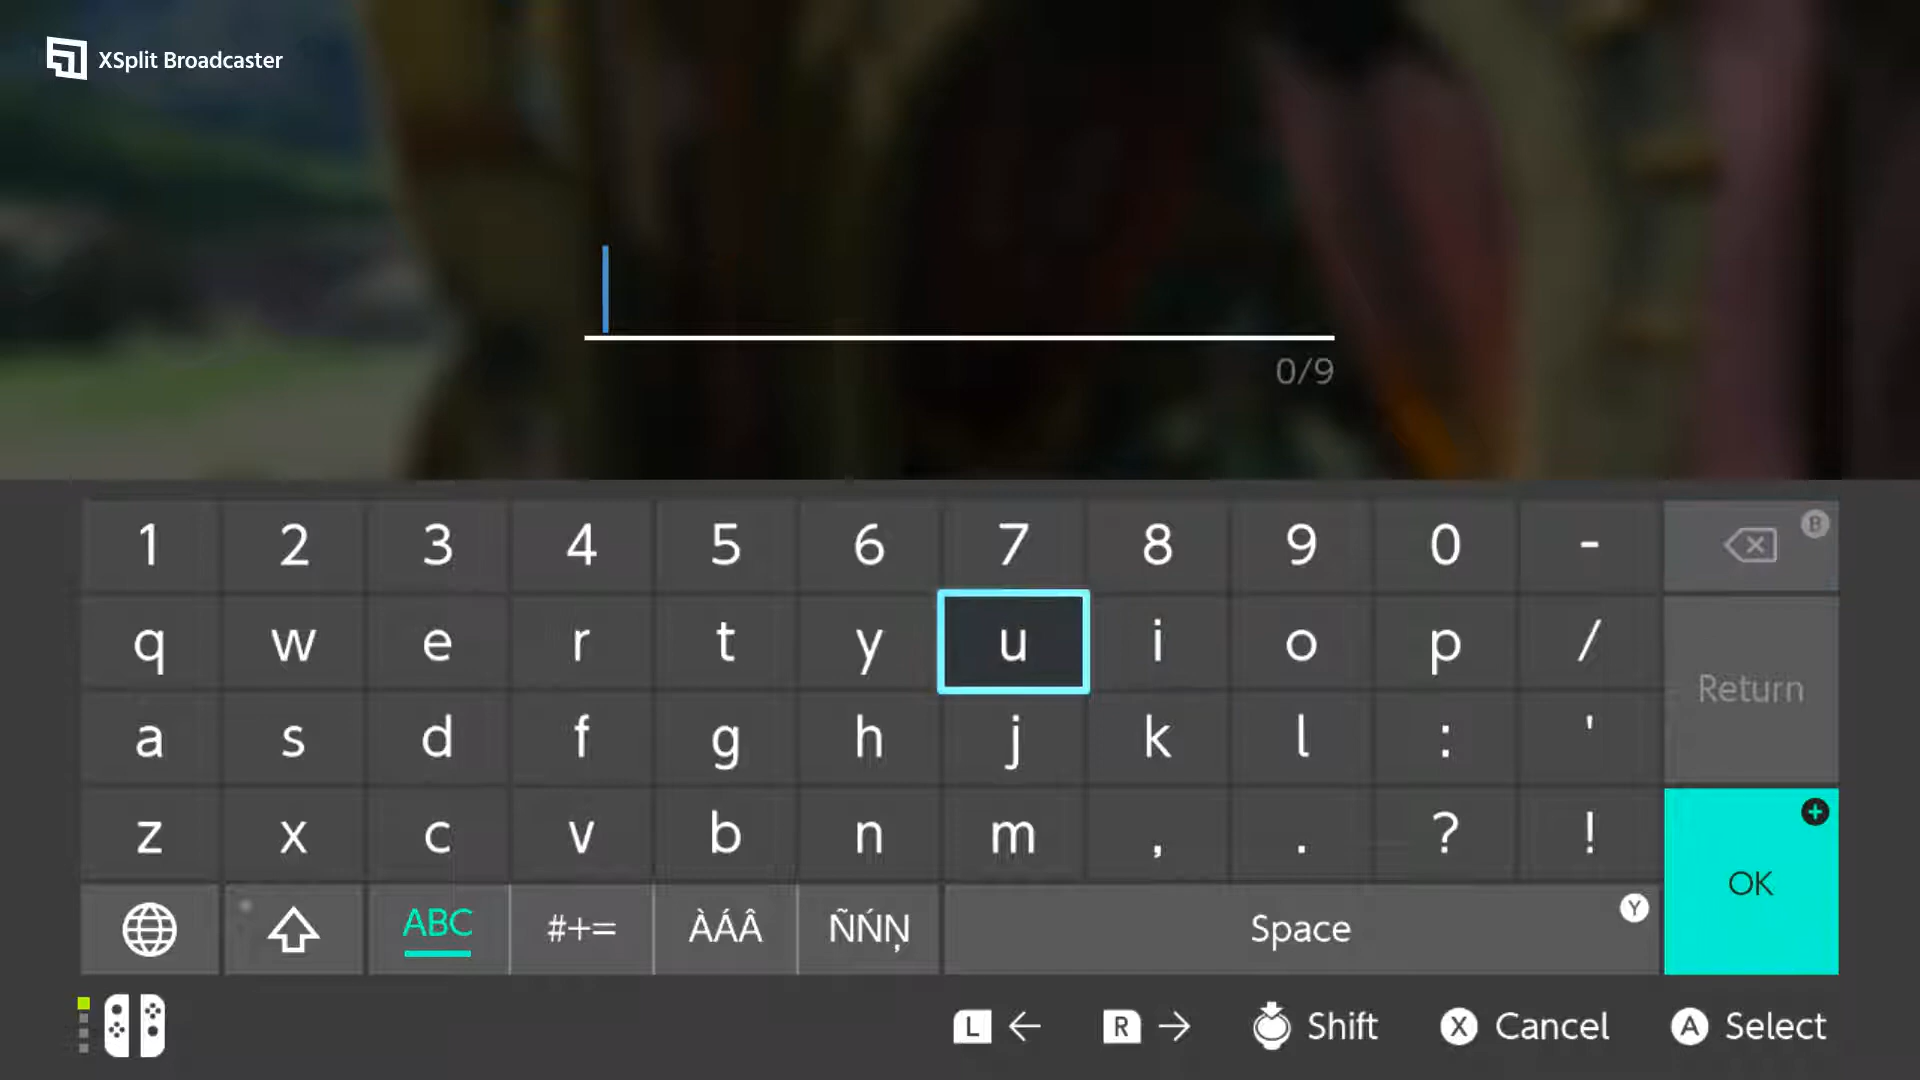 XSplit Broadcaster
0/9
1 2 3 4 5 6 7 8 9 0 - B
q w e r t y u i o p / Return
a s d f g h j k l : '
z x c v b n m , . ? ! + OK
ABC #+= ÀÁÂ ÑŃŅ Space Y
L ← R → Shift X Cancel A Select